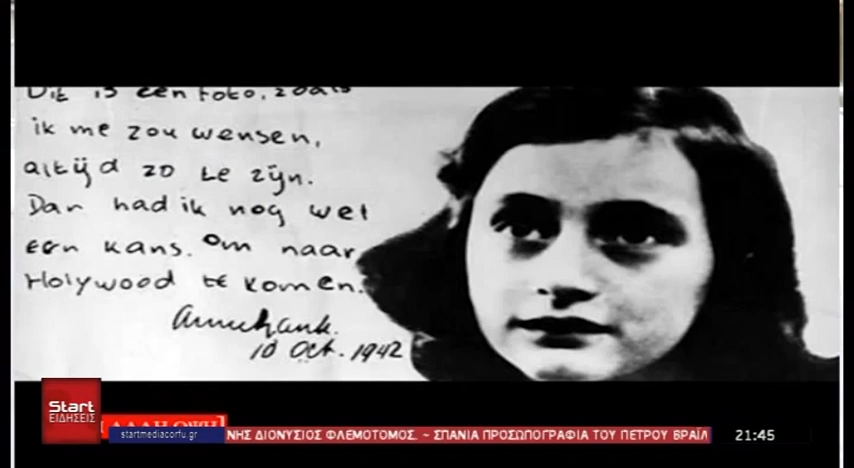 Dit is een foto, zoals
ik me zou wensen,
altijd zo te zijn.
Dan had ik nog wel
een kans om naar
Holywood te komen.
Annefrank.
10 Oct. 1942
Start
ΕΙΔΗΣΕΙΣ
ΑΛΛΗ ΟΨΗ]
startmediacorfu.gr
ΝΗΣ ΔΙΟΝΥΣΙΟΣ ΦΛΕΜΟΤΟΜΟΣ. ~ ΣΠΑΝΙΑ ΠΡΟΣΩΠΟΓΡΑΦΙΑ ΤΟΥ ΠΕΤΡΟΥ ΒΡΑΪΛ
21:45